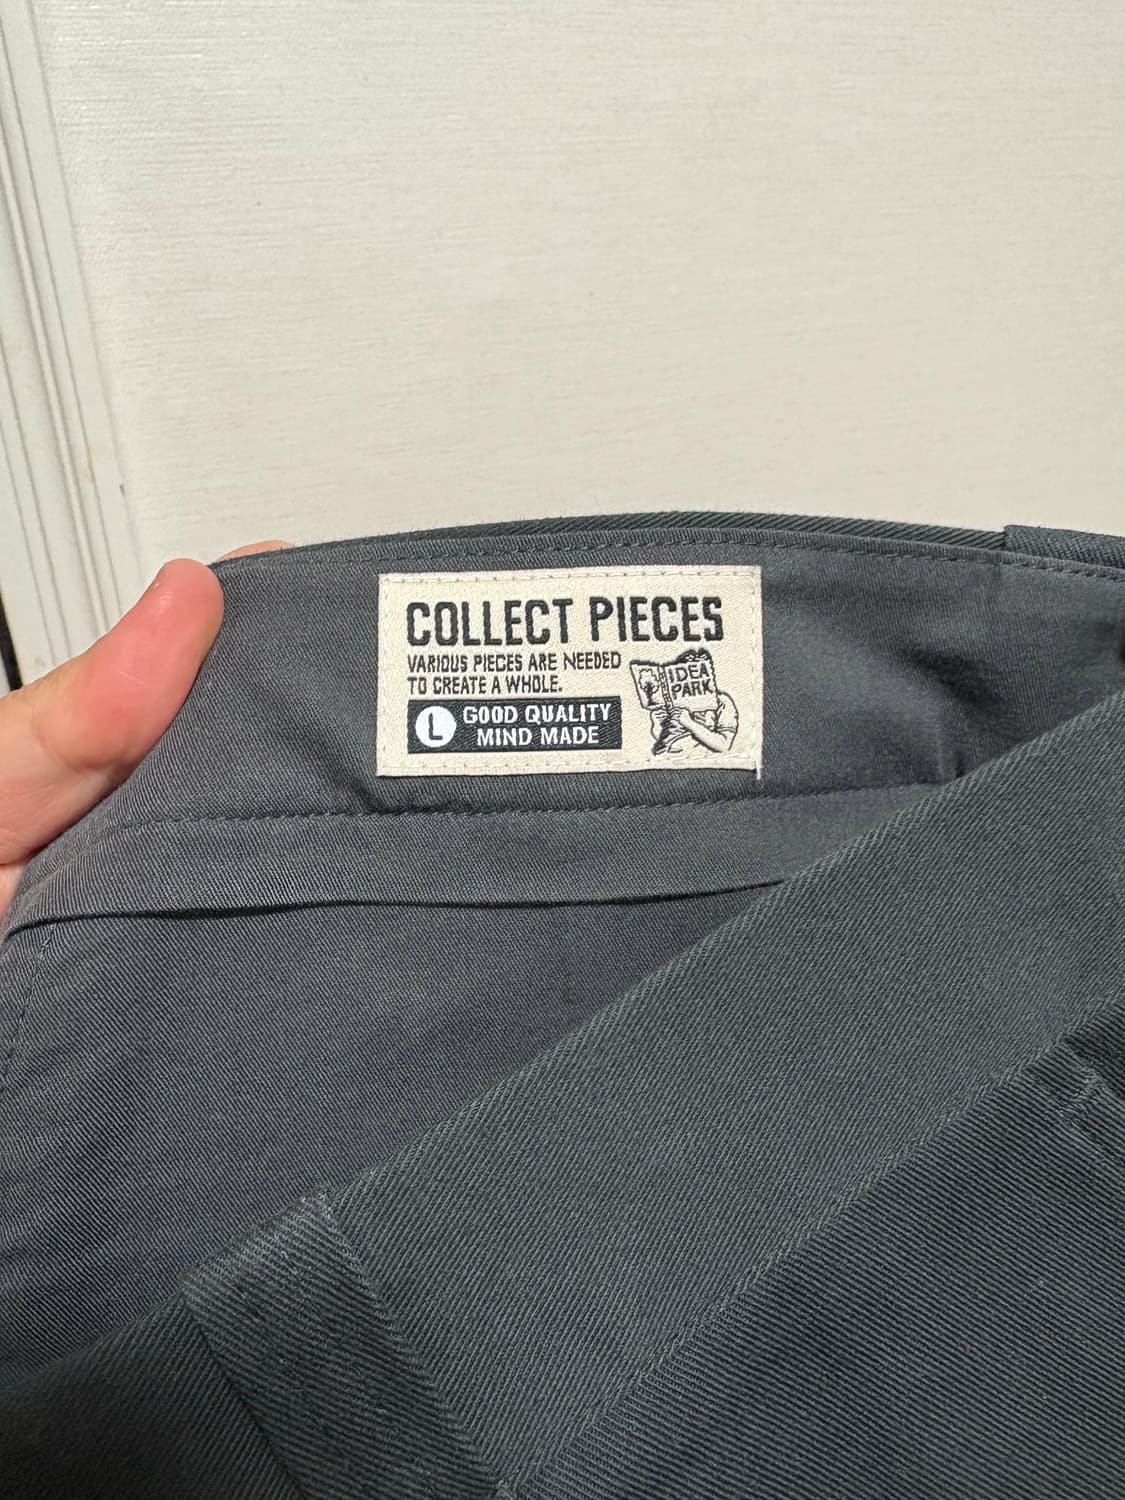 COLLECT PIECES
VARIOUS PIECES ARE NEEDED
TO CREATE A WHOLE.
L
GOOD QUALITY
MIND MADE
IDEA
PARK